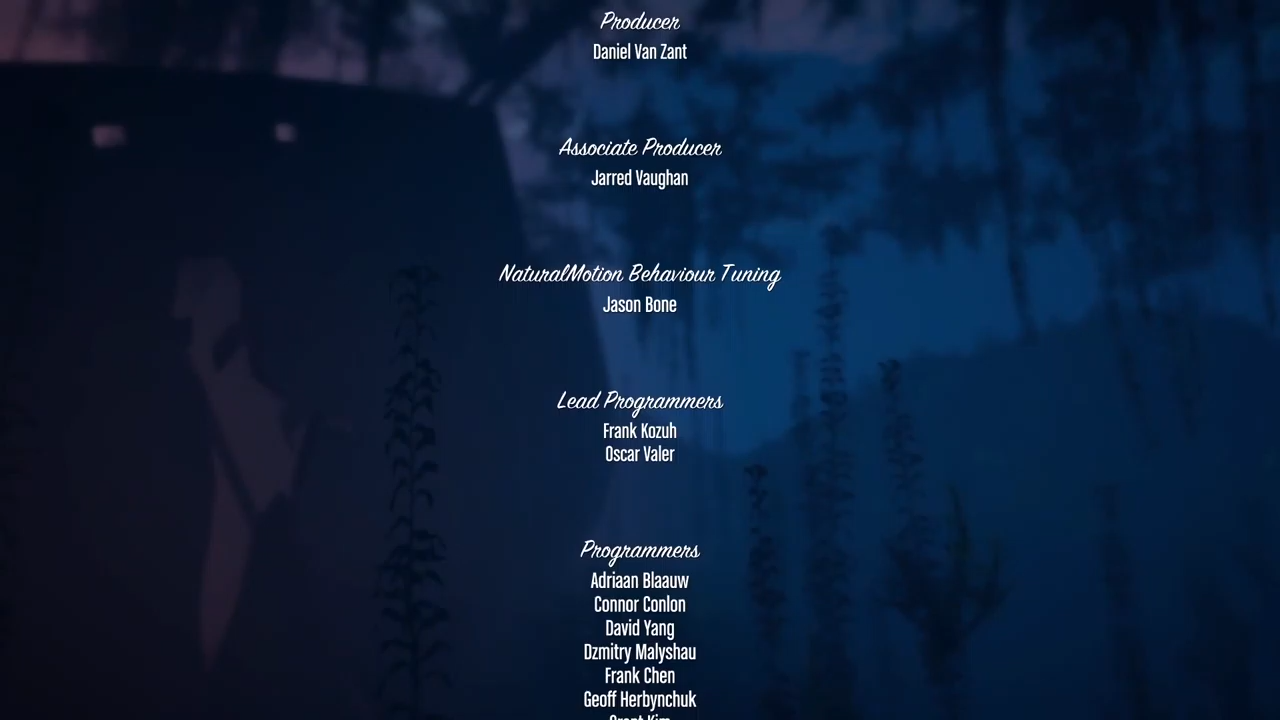 Producer
Daniel Van Zant
Associate Producer
Jarred Vaughan
NaturalMotion Behaviour Tuning
Jason Bone
Lead Programmers
Frank Kozuh
Oscar Valer
Programmers
Adriaan Blaauw
Connor Conlon
David Yang
Dzmitry Malyshau
Frank Chen
Geoff Herbynchuk